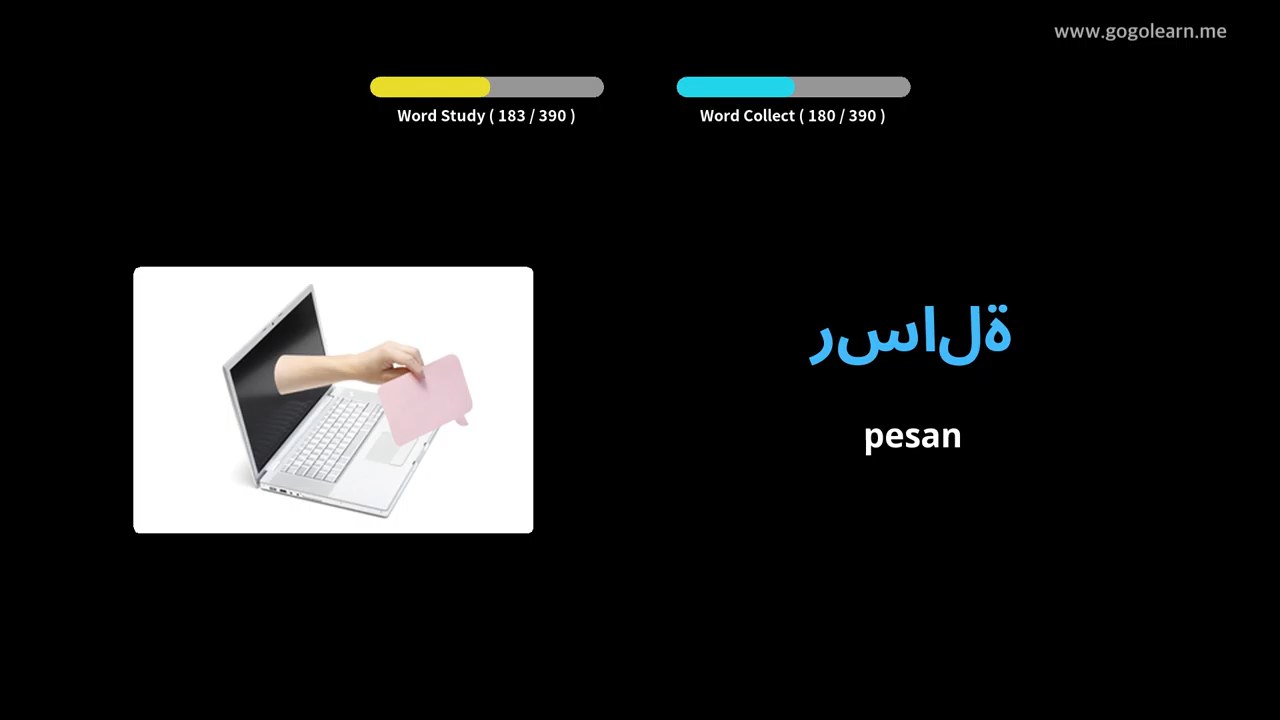 www.gogolearn.me
Word Study ( 183 / 390 )
Word Collect ( 180 / 390 )
رسالة
pesan